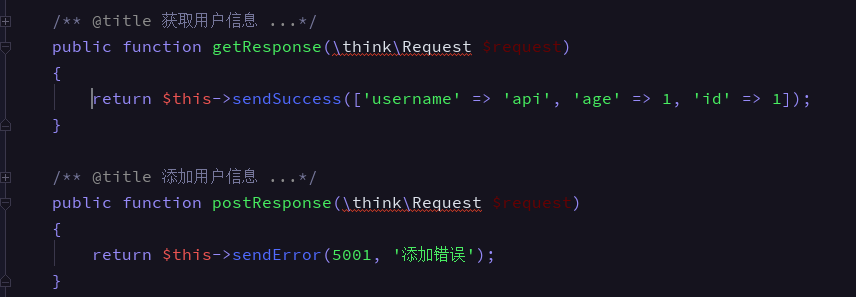 /** @title 获取用户信息 ...*/
public function getResponse(\think\Request $request)
{
return $this->sendSuccess(['username' => 'api', 'age' => 1, 'id' => 1]);
}
/** @title 添加用户信息 ...*/
public function postResponse(\think\Request $request)
{
return $this->sendError(5001, '添加错误');
}